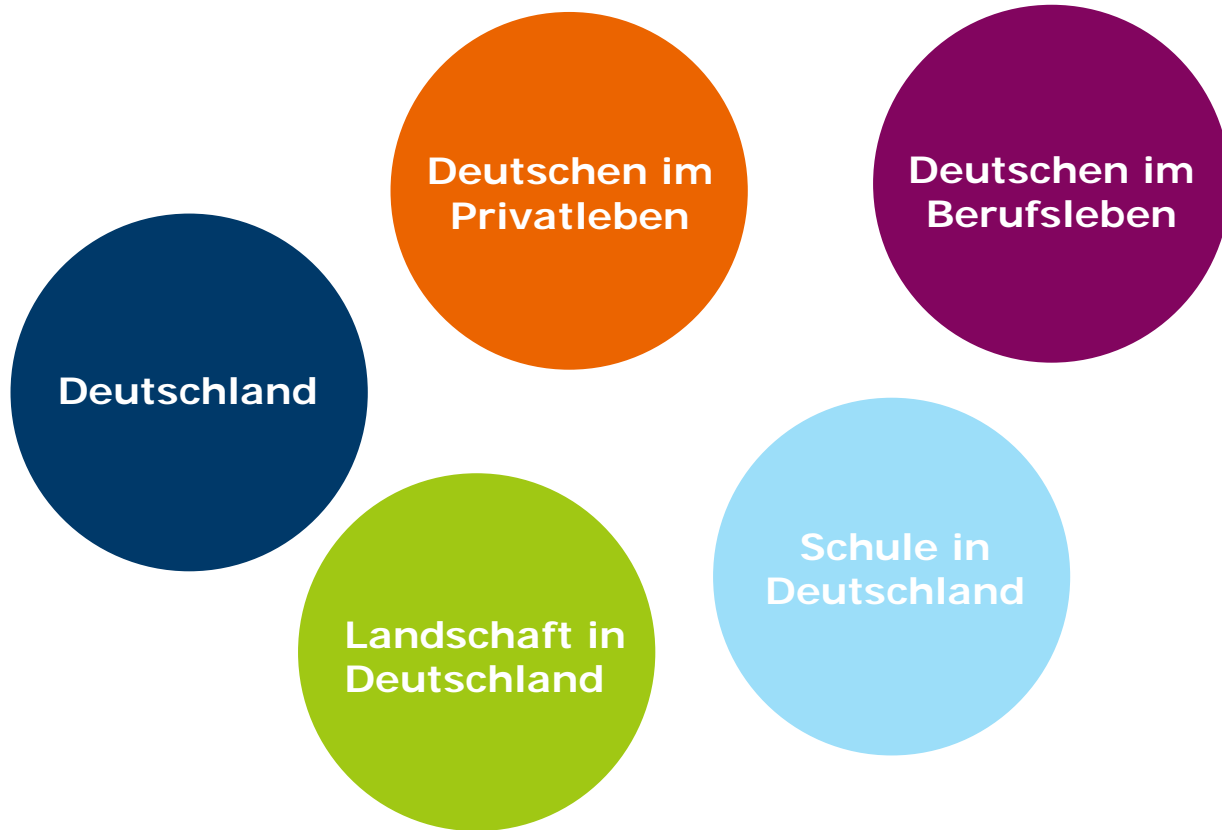 Deutschen im
Privatleben
Deutschen im
Berufsleben
Deutschland
Schule in
Deutschland
Landschaft in
Deutschland